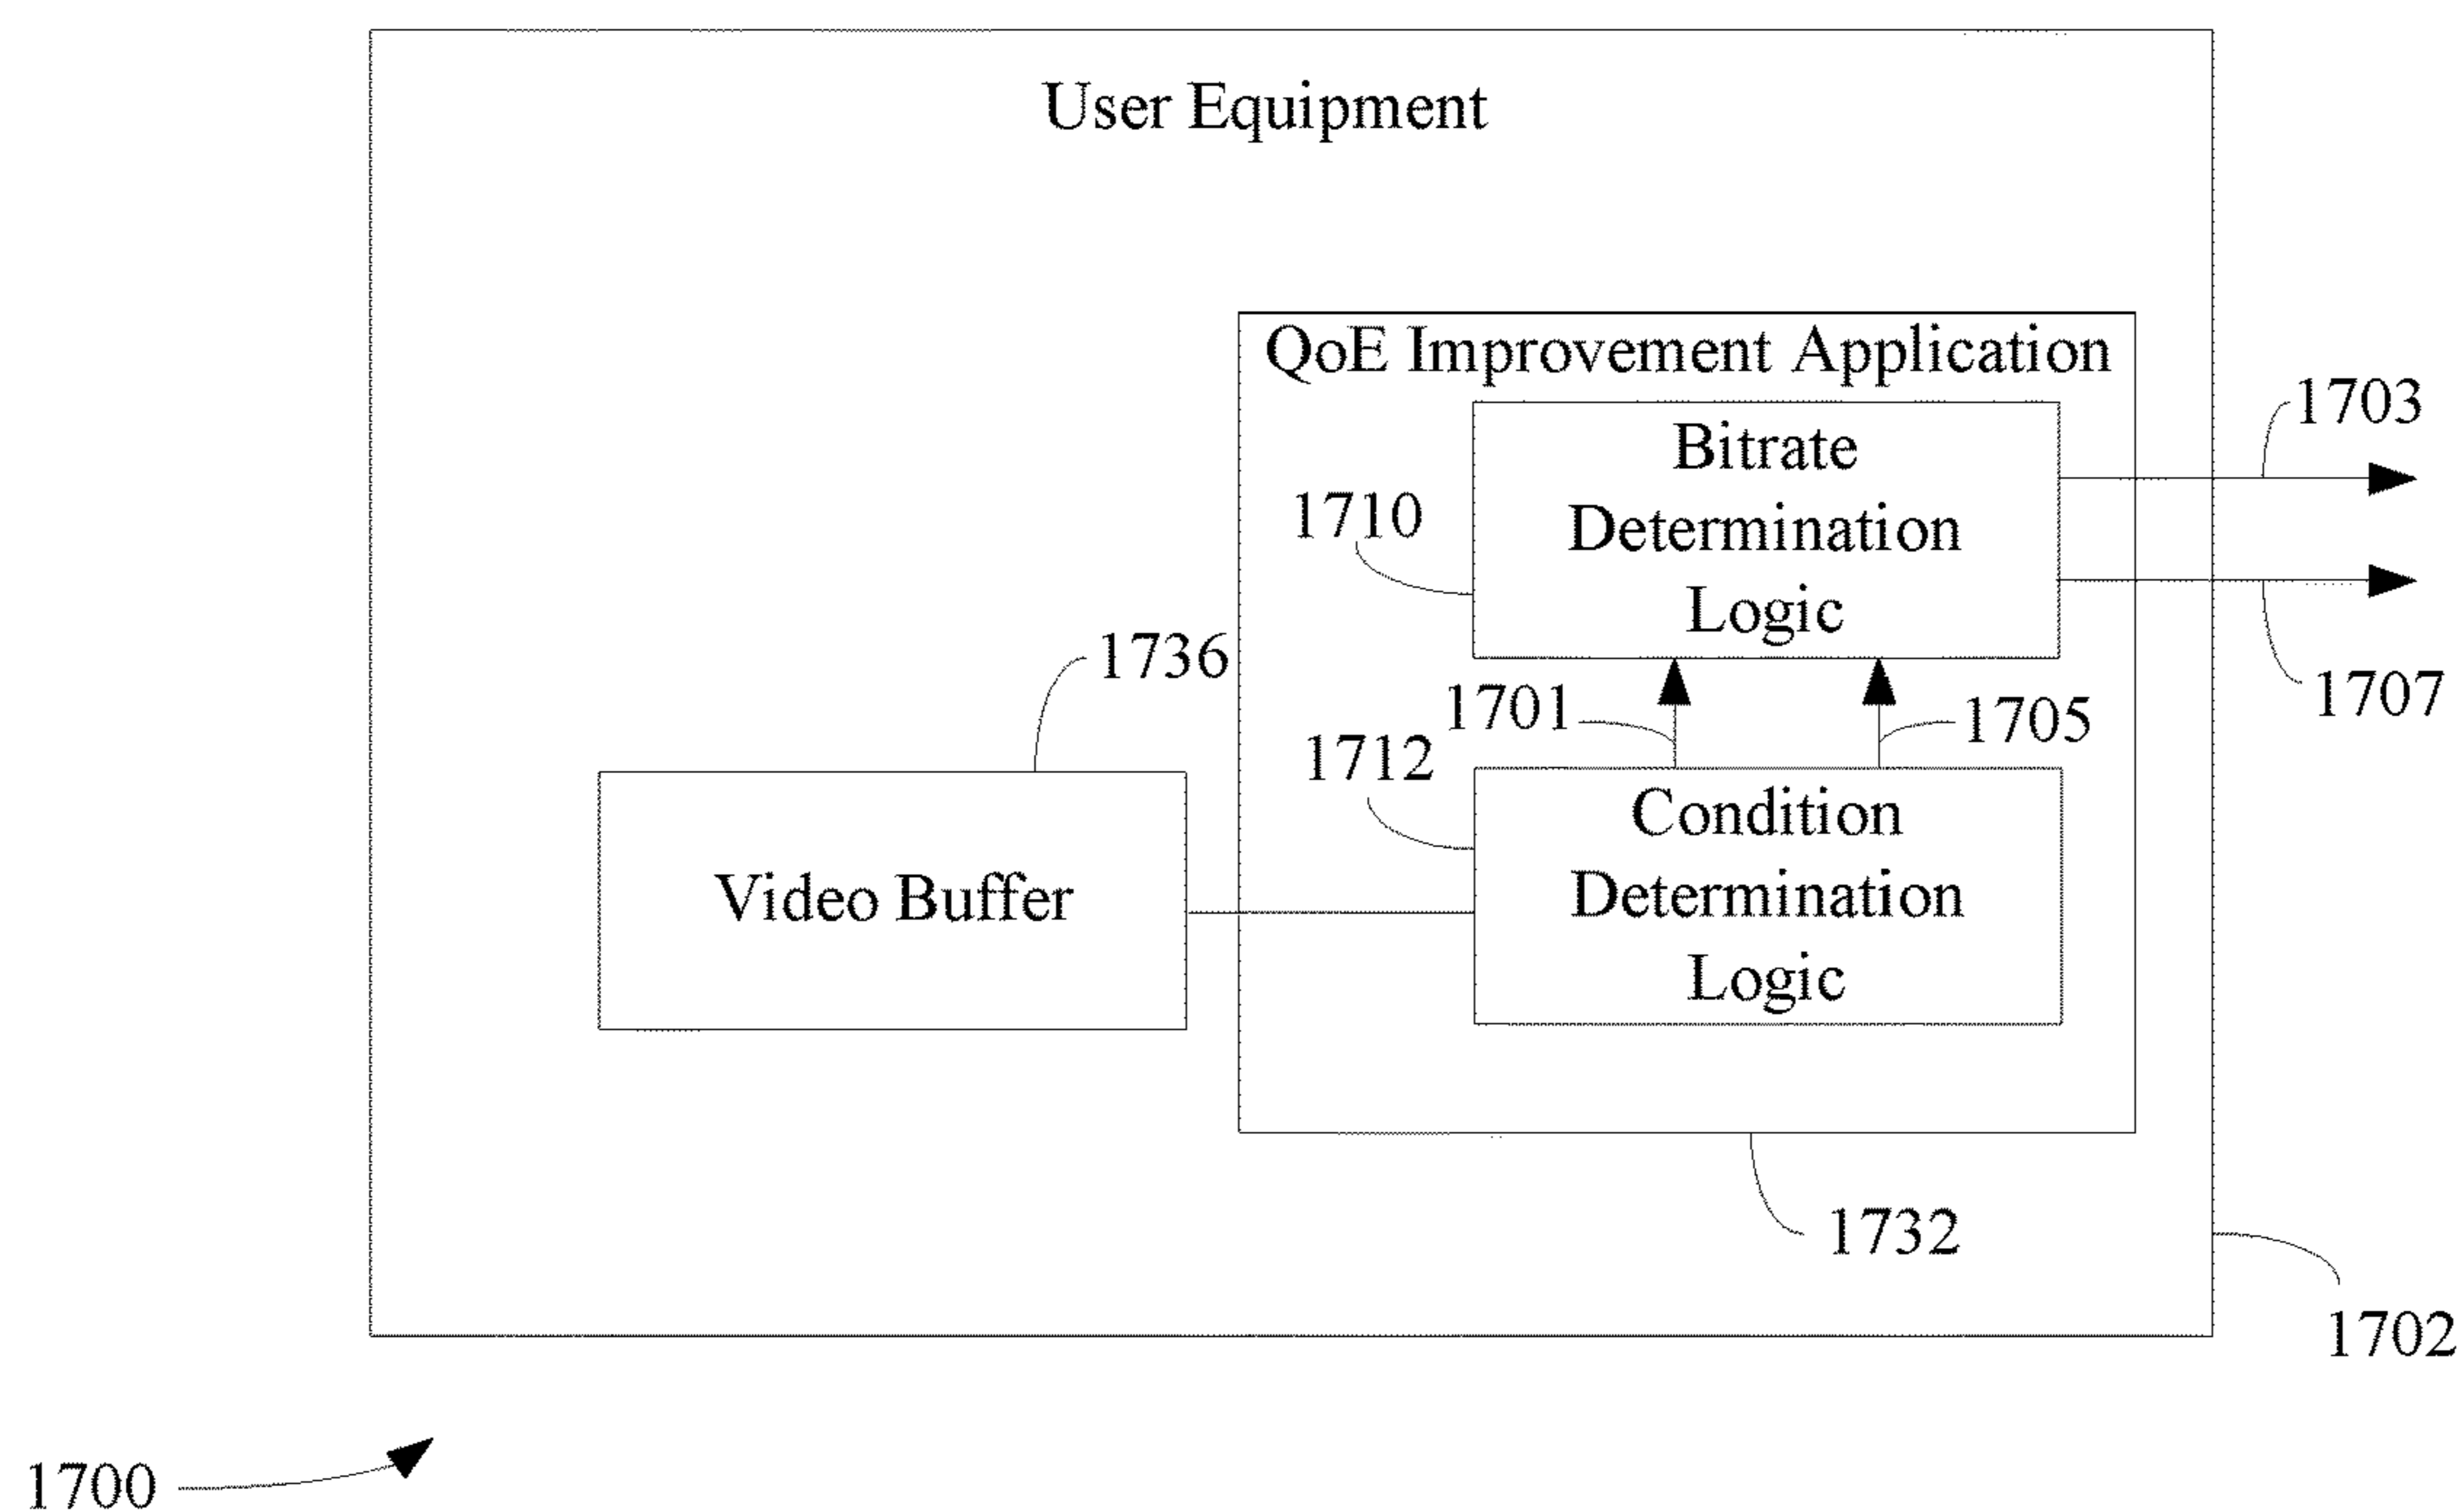 User Equipment
QoE Improvement Application
1703
Bitrate
Determination
Logic
1710
1707
1736
1701
1705
1712
Condition
Determination
Logic
Video Buffer
1732
1702
1700